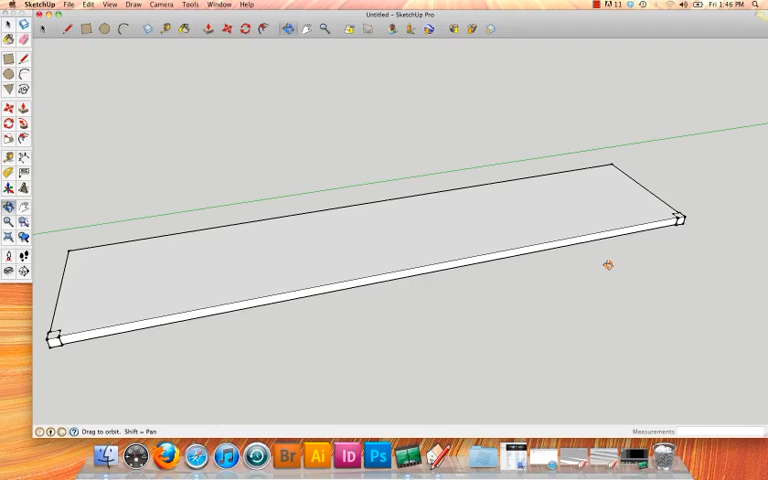 SketchUp File Edit View Draw Camera Tools Window Help
11 Fri 1:46 PM
Untitled - SketchUp Pro
Drag to orbit. Shift = Pan
Measurements
Br Ai Id Ps